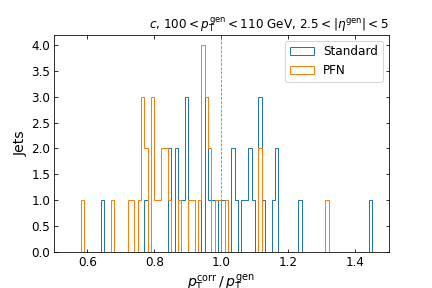 c, 100 < p_T^gen < 110 GeV, 2.5 < |η^gen| < 5
4.0
3.5
3.0
2.5
2.0
1.5
1.0
0.5
0.0
Jets
Standard
PFN
0.6 0.8 1.0 1.2 1.4
p_T^corr / p_T^gen